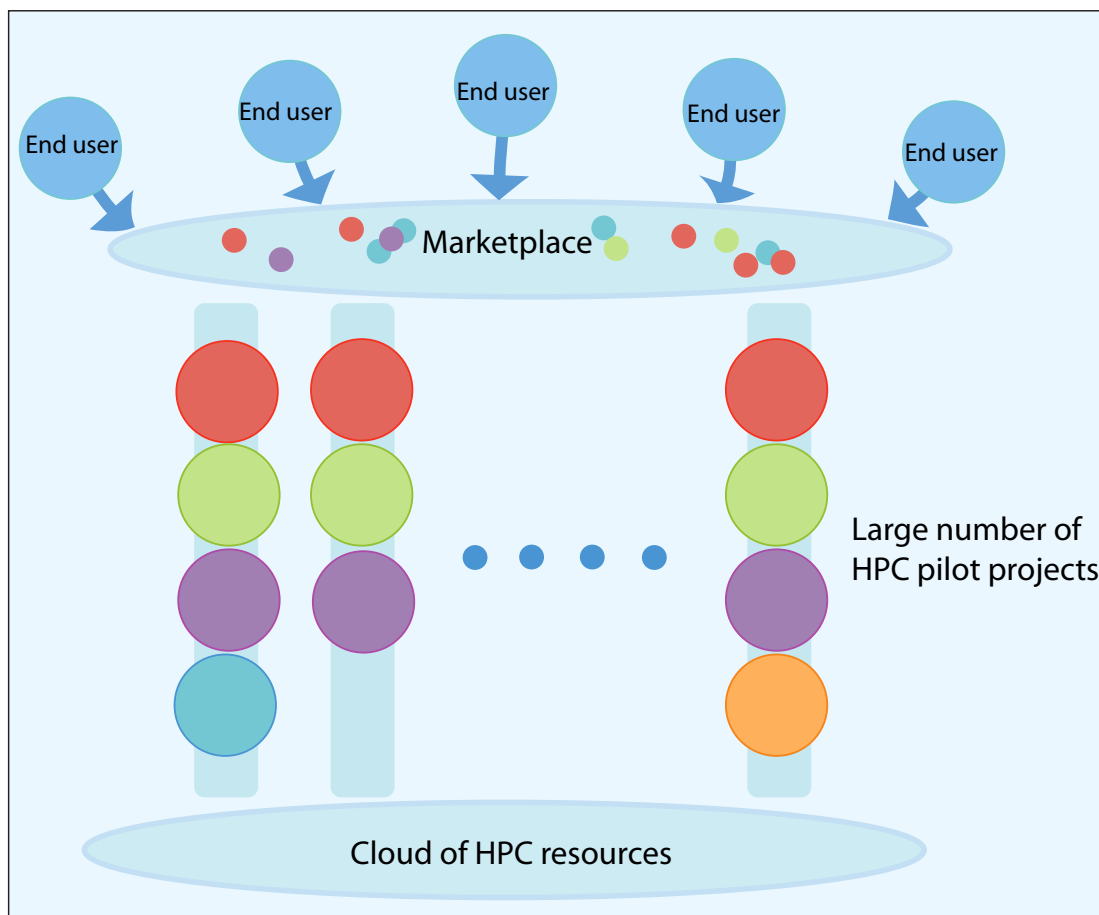 End user
End user
End user
End user
End user
Marketplace
Large number of
HPC pilot projects
Cloud of HPC resources